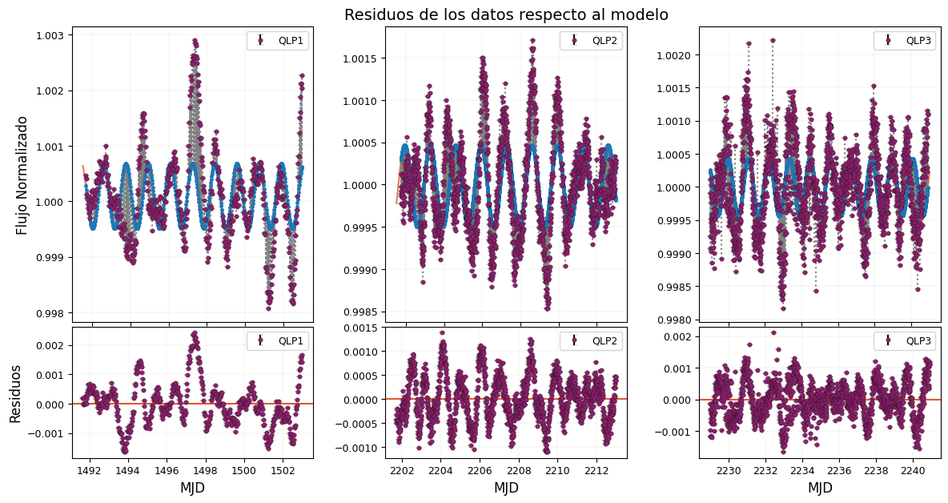 Residuos de los datos respecto al modelo
Flujo Normalizado
1.003
1.002
1.001
1.000
0.999
0.998
QLP1
1.0015
1.0010
1.0005
1.0000
0.9995
0.9990
0.9985
QLP2
1.0020
1.0015
1.0010
1.0005
1.0000
0.9995
0.9990
0.9985
0.9980
QLP3
Residuos
0.002
0.001
0.000
−0.001
QLP1
1492 1494 1496 1498 1500 1502
MJD
0.0015
0.0010
0.0005
0.0000
−0.0005
−0.0010
QLP2
2202 2204 2206 2208 2210 2212
MJD
0.002
0.001
0.000
−0.001
QLP3
2230 2232 2234 2236 2238 2240
MJD